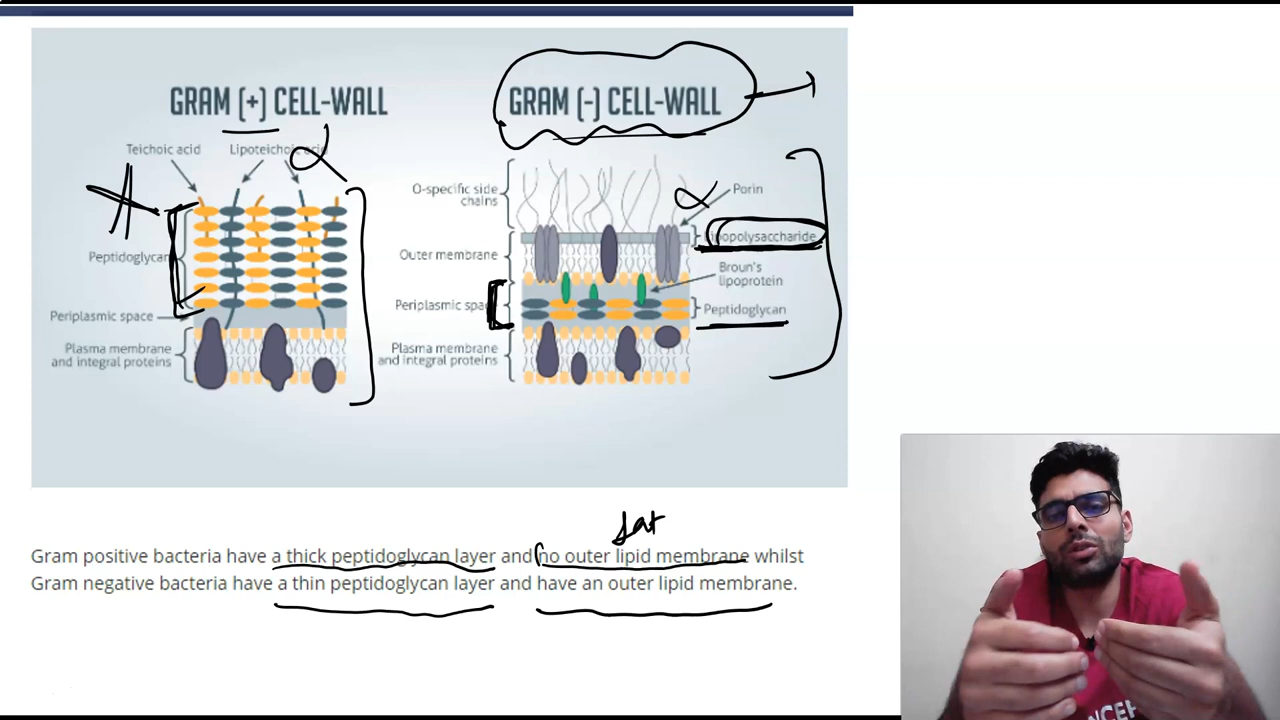 GRAM (+) CELL-WALL
Teichoic acid
Lipoteichoic acid
Peptidoglycan
Periplasmic space
Plasma membrane
and integral proteins
GRAM (-) CELL-WALL
O-specific side
chains
Porin
Lipopolysaccharide
Outer membrane
Broun's
lipoprotein
Periplasmic space
Peptidoglycan
Plasma membrane
and integral proteins
Gram positive bacteria have a thick peptidoglycan layer and no outer lipid membrane whilst
Gram negative bacteria have a thin peptidoglycan layer and have an outer lipid membrane.